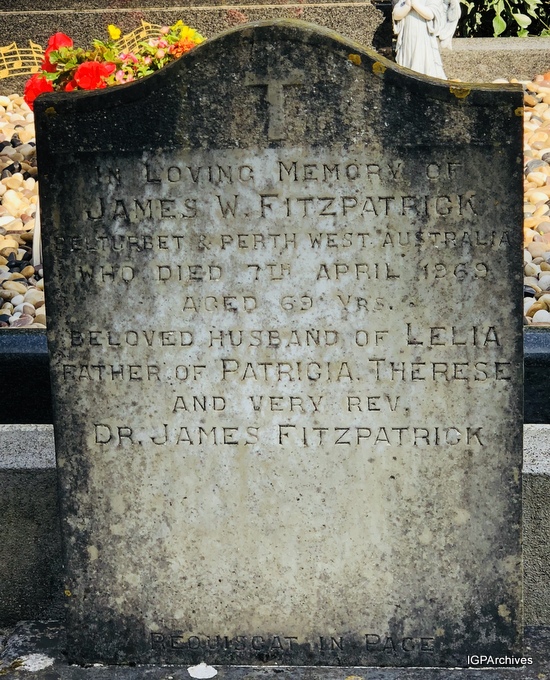 IN LOVING MEMORY OF
JAMES W. FITZPATRICK
BELTURBET & PERTH WEST. AUSTRALIA
WHO DIED 7TH APRIL 1969
AGED 69 YRS.
BELOVED HUSBAND OF LELIA
FATHER OF PATRICIA, THERESE
AND VERY REV.
DR. JAMES FITZPATRICK
REQUISCAT IN PACE
IGPArchives